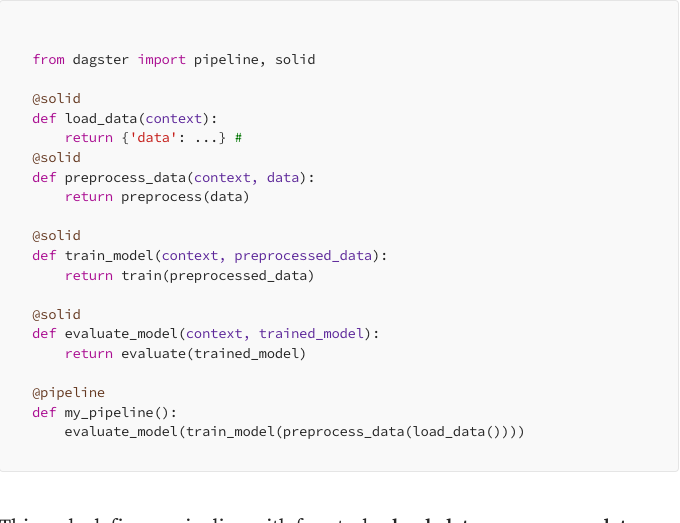 from dagster import pipeline, solid
@solid
def load_data(context):
    return {'data': ...} #
@solid
def preprocess_data(context, data):
    return preprocess(data)
@solid
def train_model(context, preprocessed_data):
    return train(preprocessed_data)
@solid
def evaluate_model(context, trained_model):
    return evaluate(trained_model)
@pipeline
def my_pipeline():
    evaluate_model(train_model(preprocess_data(load_data())))